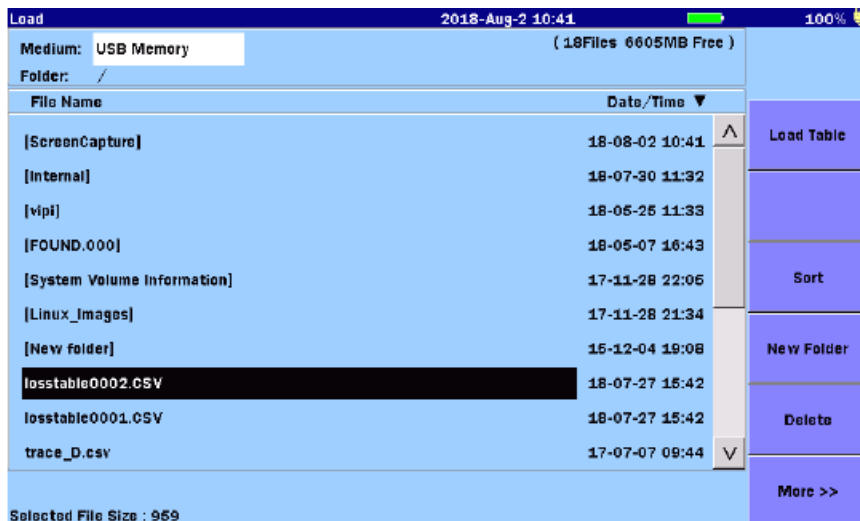 Load 2018-Aug-2 10:41 100%
Medium: USB Memory (18Files 6605MB Free)
Folder: /
File Name Date/Time ▼
[ScreenCapture] 18-08-02 10:41
Load Table
[Internal] 18-07-30 11:32
[vipi] 18-05-25 11:33
[FOUND.000] 18-05-07 16:43
[System Volume Information] 17-11-28 22:05
Sort
[Linux_Images] 17-11-28 21:34
[New folder] 15-12-04 19:08
New Folder
losstable0002.CSV 18-07-27 15:42
losstable0001.CSV 18-07-27 15:42
Delete
trace_D.csv 17-07-07 09:44
More >>
Selected File Size : 959